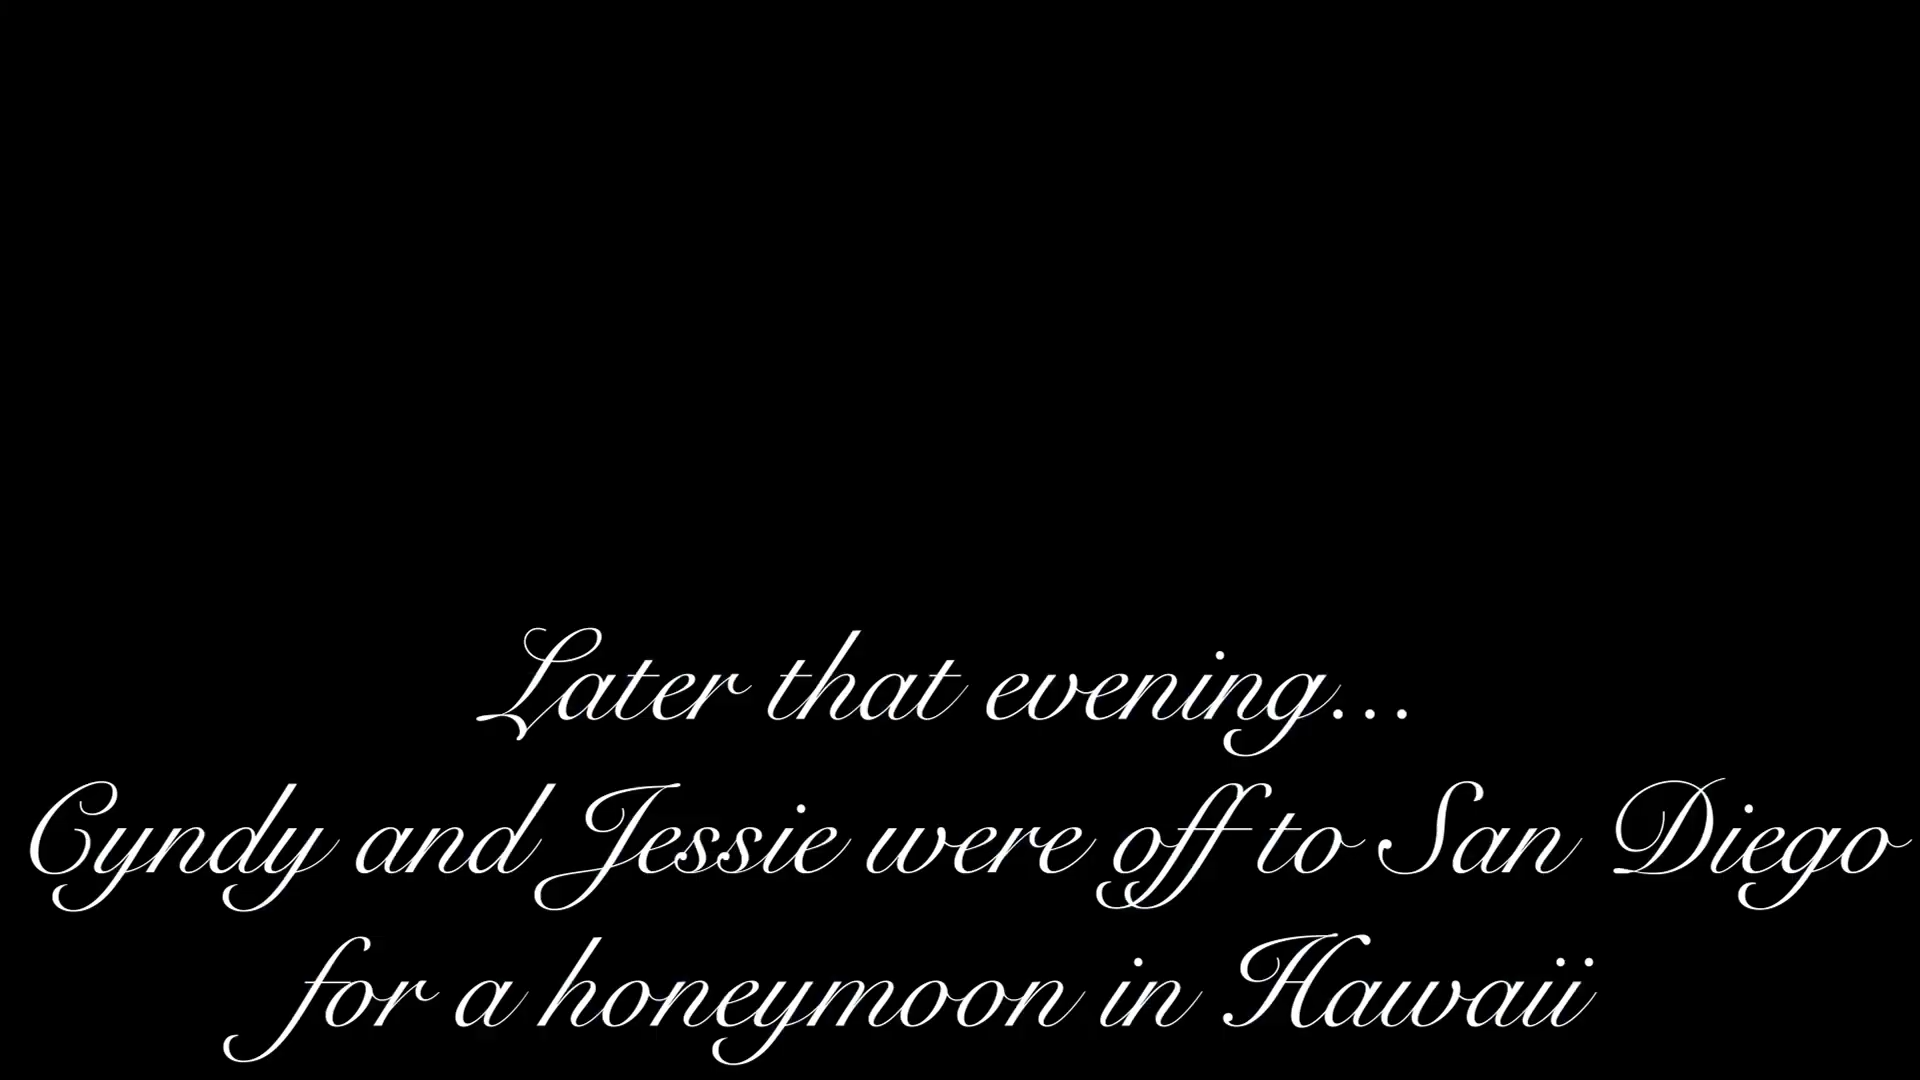 Later that evening...
Cyndy and Jessie were off to San Diego
for a honeymoon in Hawaii